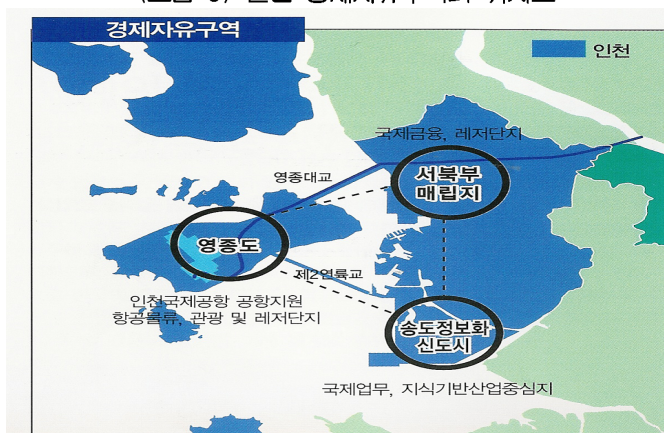 경제자유구역
인천
국제금융, 레저단지
영종대교
서북부
매립지
영종도
제2연륙교
인천국제공항 공항지원
항공물류, 관광 및 레저단지
송도정보화
신도시
국제업무, 지식기반산업중심지